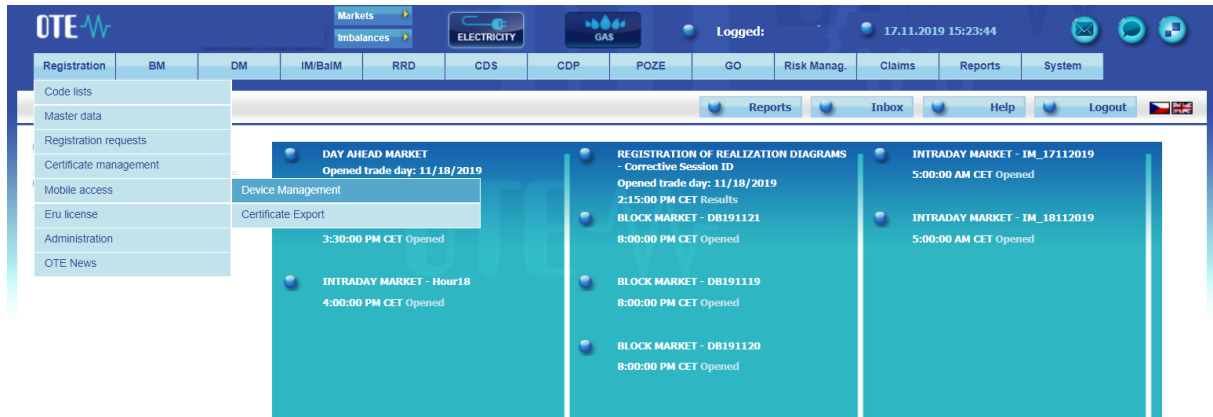 OTE
Markets
Imbalances
ELECTRICITY
GAS
Logged:
17.11.2019 15:23:44
Registration BM DM IM/BalM RRD CDS CDP POZE GO Risk Manag. Claims Reports System
Code lists
Master data
Registration requests
Certificate management
Mobile access
Eru license
Administration
OTE News
Device Management
Certificate Export
Reports Inbox Help Logout
DAY AHEAD MARKET
Opened trade day: 11/18/2019
3:30:00 PM CET Opened
INTRADAY MARKET - Hour18
4:00:00 PM CET Opened
REGISTRATION OF REALIZATION DIAGRAMS
- Corrective Session ID
Opened trade day: 11/18/2019
2:15:00 PM CET Results
BLOCK MARKET - DB191121
8:00:00 PM CET Opened
BLOCK MARKET - DB191119
8:00:00 PM CET Opened
BLOCK MARKET - DB191120
8:00:00 PM CET Opened
INTRADAY MARKET - IM_17112019
5:00:00 AM CET Opened
INTRADAY MARKET - IM_18112019
5:00:00 AM CET Opened
OTE